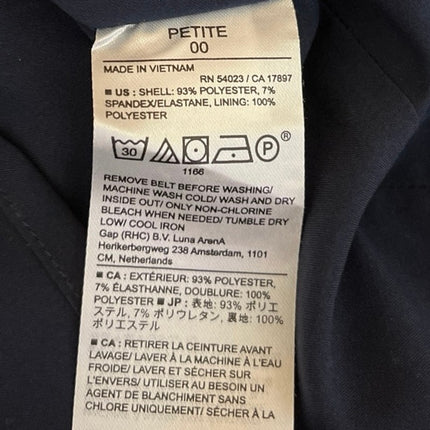 PETITE
00
MADE IN VIETNAM
RN 54023 / CA 17897
■ US : SHELL: 93% POLYESTER, 7%
SPANDEX/ELASTANE, LINING: 100%
POLYESTER
30 P ®
1166
REMOVE BELT BEFORE WASHING/
MACHINE WASH COLD/ WASH AND DRY
INSIDE OUT/ ONLY NON-CHLORINE
BLEACH WHEN NEEDED/ TUMBLE DRY
LOW/ COOL IRON
Gap (RHC) B.V. Luna ArenA
Herikerbergweg 238 Amsterdam, 1101
CM, Netherlands
■ CA : EXTÉRIEUR: 93% POLYESTER,
7% ÉLASTHANNE, DOUBLURE: 100%
POLYESTER ■ JP : 表地: 93% ポリエ
ステル, 7% ポリウレタン, 裏地: 100%
ポリエステル
■ CA : RETIRER LA CEINTURE AVANT
LAVAGE/ LAVER À LA MACHINE À L'EAU
FROIDE/ LAVER ET SÉCHER SUR
L'ENVERS/ UTILISER AU BESOIN UN
AGENT DE BLANCHIMENT SANS
CHLORE UNIQUEMENT/ SÉCHER À LA